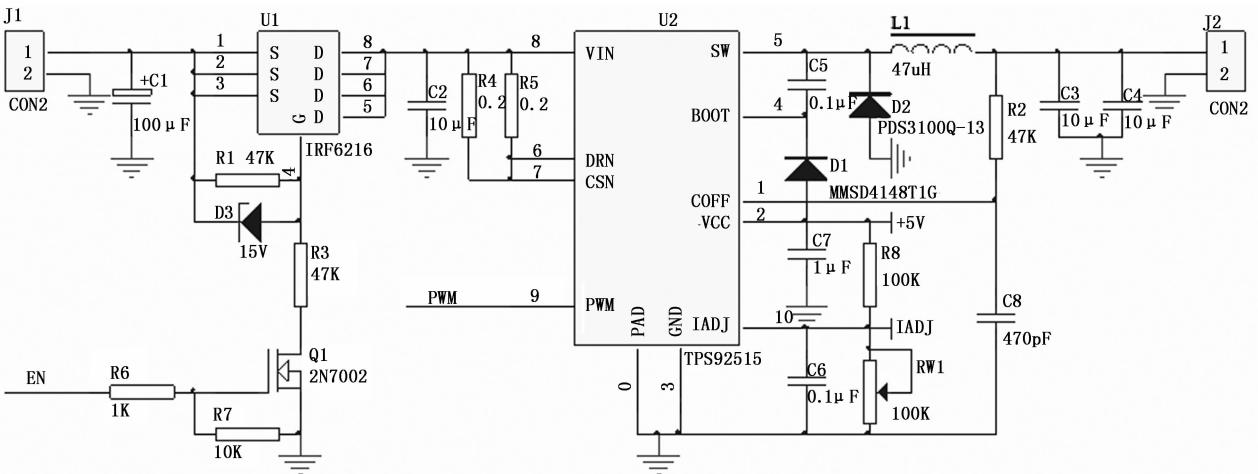 J1
1
2
CON2
+C1
100μF
U1
1
2
3
S D
S D
S D
G D
8
7
6
5
4
IRF6216
R1 47K
D3
15V
R3
47K
Q1
2N7002
EN
R6
1K
R7
10K
C2
10μF
R4
0.2
R5
0.2
8
6
7
PWM
9
U2
VIN
DRN
CSN
PWM
SW
BOOT
COFF
-VCC
IADJ
PAD
GND
TPS92515
0
3
5
4
1
2
10
C5
0.1μF
D2
PDS3100Q-13
D1
MMSD4148T1G
+5V
C7
1μF
R8
100K
IADJ
C6
0.1μF
RW1
100K
L1
47uH
R2
47K
C8
470pF
C3
10μF
C4
10μF
J2
1
2
CON2